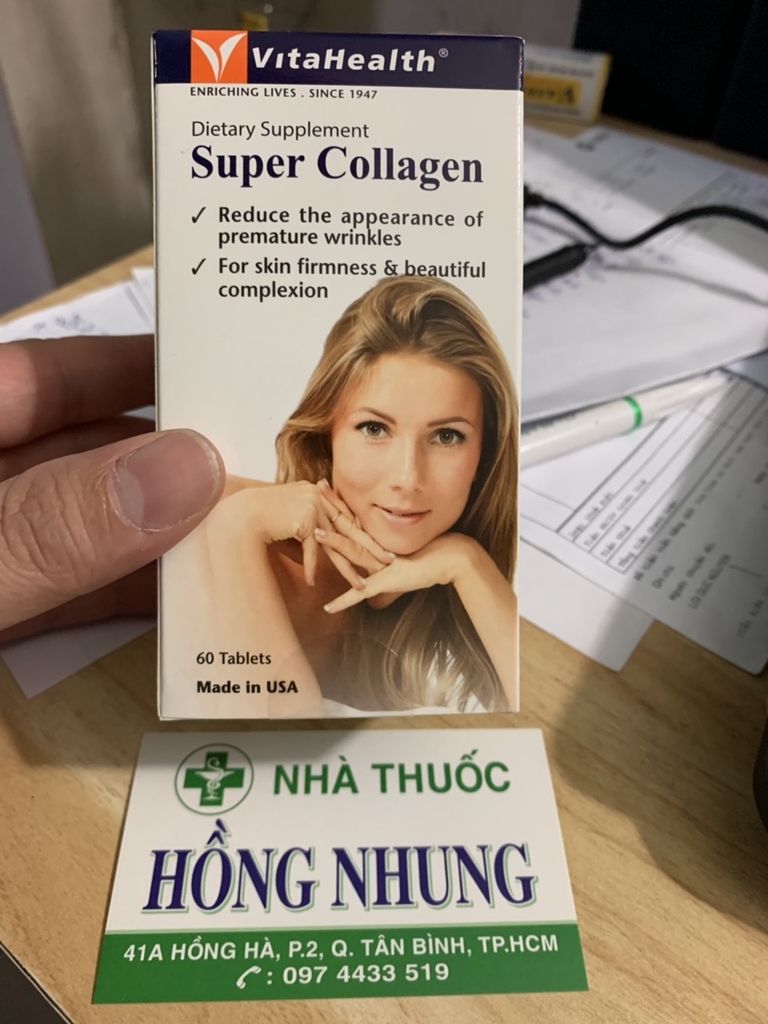 VitaHealth®
ENRICHING LIVES . SINCE 1947
Dietary Supplement
Super Collagen
✓ Reduce the appearance of
premature wrinkles
✓ For skin firmness & beautiful
complexion
60 Tablets
Made in USA
NHÀ THUỐC
HỒNG NHUNG
41A HỒNG HÀ, P.2, Q. TÂN BÌNH, TP.HCM
: 097 4433 519